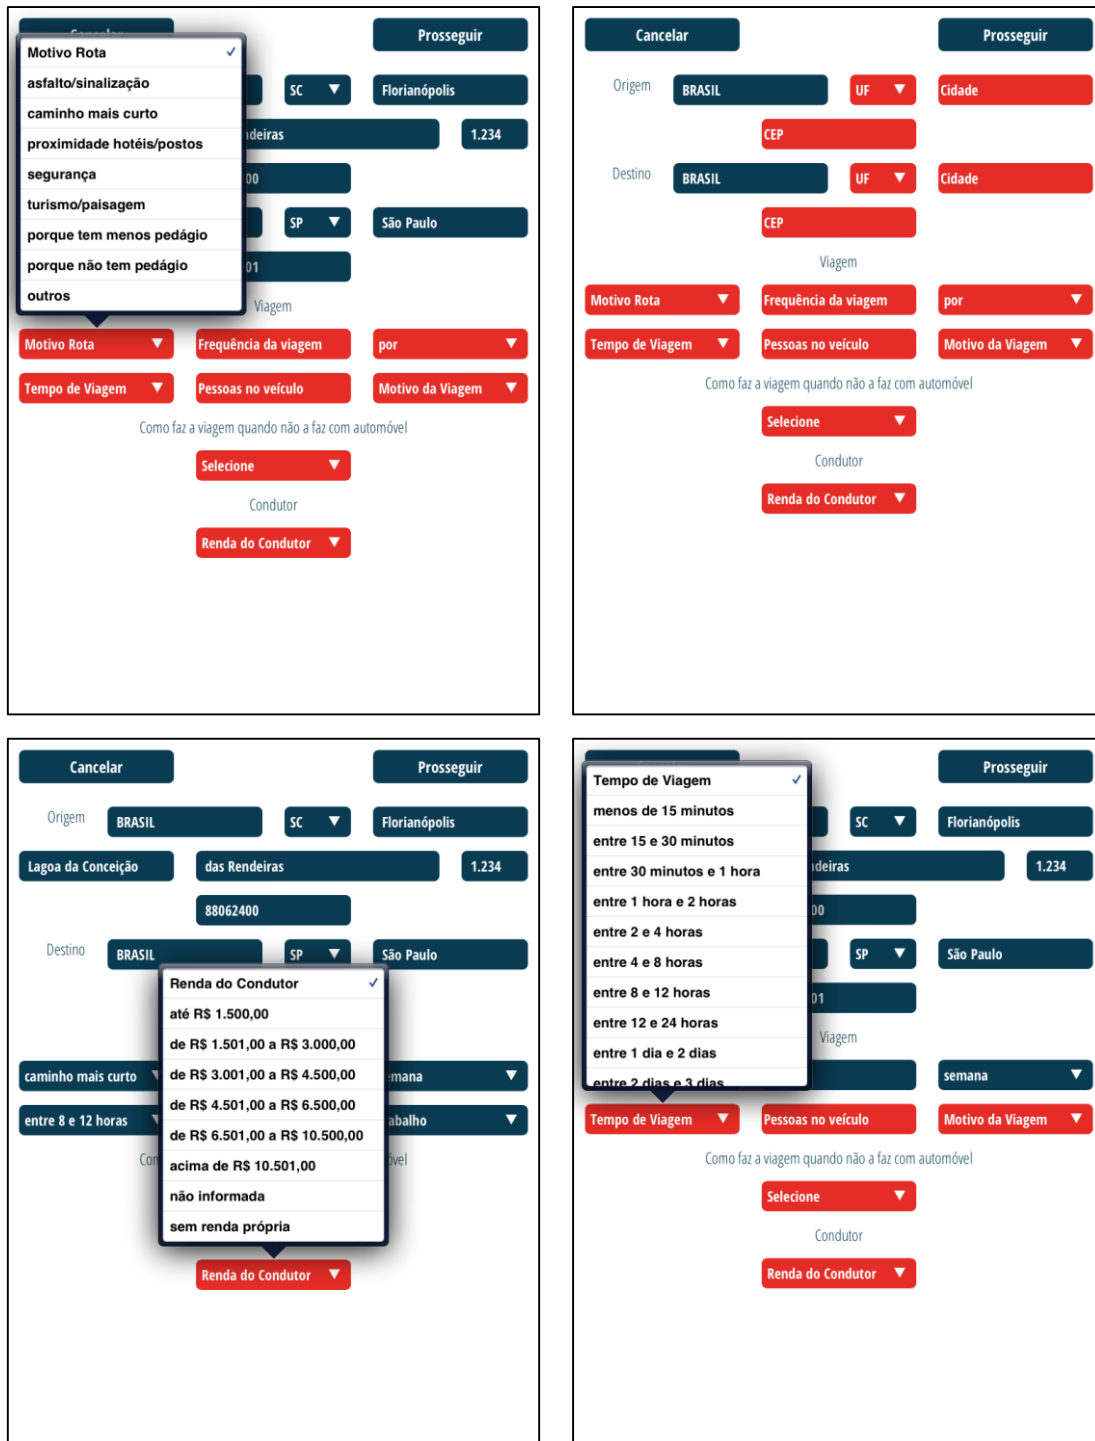 Prosseguir
Motivo Rota
asfalto/sinalização
caminho mais curto
proximidade hotéis/postos
segurança
turismo/paisagem
porque tem menos pedágio
porque não tem pedágio
outros
SC Florianópolis
1.234
SP São Paulo
Viagem
Motivo Rota Frequência da viagem por
Tempo de Viagem Pessoas no veículo Motivo da Viagem
Como faz a viagem quando não a faz com automóvel
Selecione
Condutor
Renda do Condutor
Cancelar Prosseguir
Origem BRASIL UF Cidade
CEP
Destino BRASIL UF Cidade
CEP
Viagem
Motivo Rota Frequência da viagem por
Tempo de Viagem Pessoas no veículo Motivo da Viagem
Como faz a viagem quando não a faz com automóvel
Selecione
Condutor
Renda do Condutor
Cancelar Prosseguir
Origem BRASIL SC Florianópolis
Lagoa da Conceição das Rendeiras 1.234
88062400
Destino BRASIL SP São Paulo
Renda do Condutor
até R$ 1.500,00
de R$ 1.501,00 a R$ 3.000,00
de R$ 3.001,00 a R$ 4.500,00
de R$ 4.501,00 a R$ 6.500,00
de R$ 6.501,00 a R$ 10.500,00
acima de R$ 10.501,00
não informada
sem renda própria
caminho mais curto
entre 8 e 12 horas
Renda do Condutor
Prosseguir
Tempo de Viagem
menos de 15 minutos
entre 15 e 30 minutos
entre 30 minutos e 1 hora
entre 1 hora e 2 horas
entre 2 e 4 horas
entre 4 e 8 horas
entre 8 e 12 horas
entre 12 e 24 horas
entre 1 dia e 2 dias
entre 2 dias e 3 dias
SC Florianópolis
1.234
SP São Paulo
Viagem
semana
Tempo de Viagem Pessoas no veículo Motivo da Viagem
Como faz a viagem quando não a faz com automóvel
Selecione
Condutor
Renda do Condutor